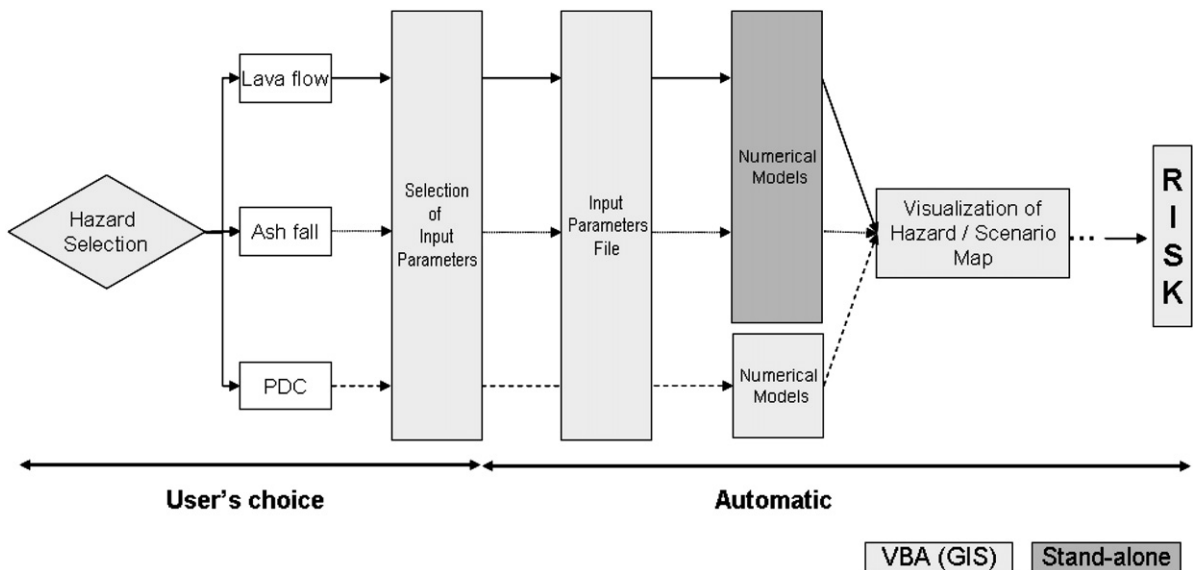 Hazard
Selection
Lava flow
Ash fall
PDC
Selection
of
Input
Parameters
Input
Parameters
File
Numerical
Models
Numerical
Models
Visualization of
Hazard / Scenario
Map
...
R
I
S
K
User's choice
Automatic
VBA (GIS)
Stand-alone